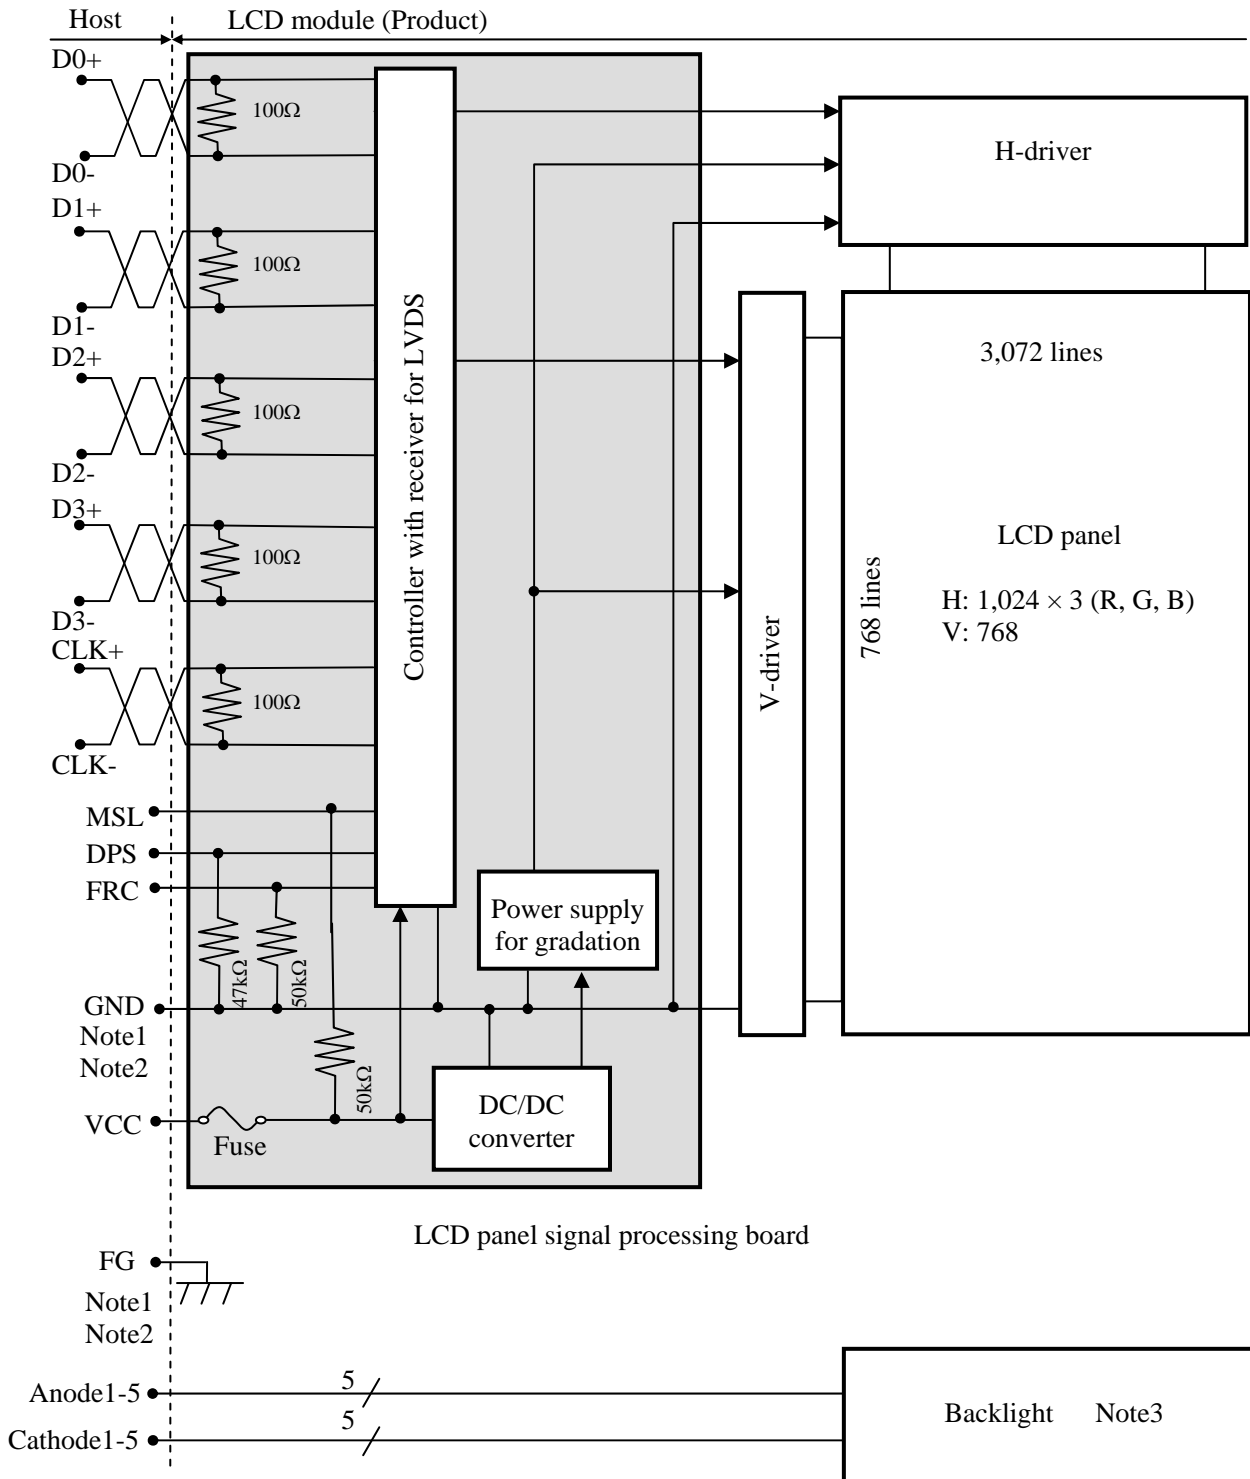 Host
LCD module (Product)
D0+
100Ω
D0-
D1+
100Ω
D1-
D2+
100Ω
D2-
D3+
100Ω
D3-
CLK+
100Ω
CLK-
MSL
DPS
FRC
47kΩ
50kΩ
GND
Note1
Note2
50kΩ
VCC
Fuse
Controller with receiver for LVDS
Power supply
for gradation
DC/DC
converter
H-driver
V-driver
3,072 lines
768 lines
LCD panel
H: 1,024 × 3 (R, G, B)
V: 768
LCD panel signal processing board
FG
Note1
Note2
Anode1-5
5
Cathode1-5
5
Backlight Note3